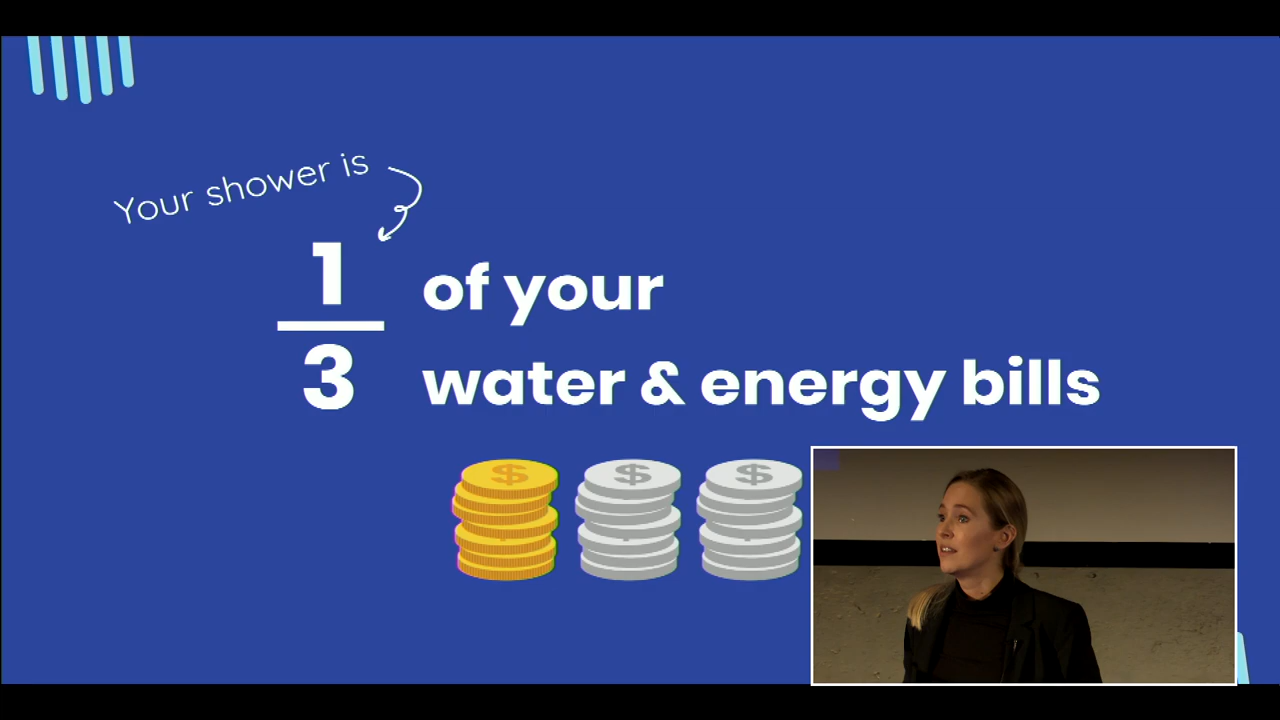 Your shower is
1
3
of your
water & energy bills
$ $ $